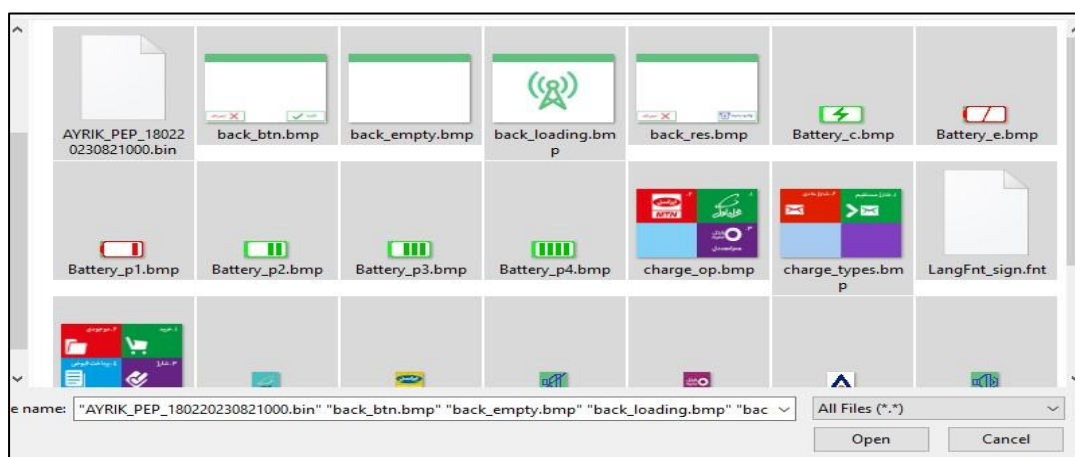 AYRIK_PEP_18022
0230821000.bin
back_btn.bmp
back_empty.bmp
back_loading.bm
p
back_res.bmp
Battery_c.bmp
Battery_e.bmp
Battery_p1.bmp
Battery_p2.bmp
Battery_p3.bmp
Battery_p4.bmp
MTN
charge_op.bmp
charge_types.bm
p
LangFnt_sign.fnt
e name:
"AYRIK_PEP_180220230821000.bin" "back_btn.bmp" "back_empty.bmp" "back_loading.bmp" "bac
All Files (*.*)
Open
Cancel